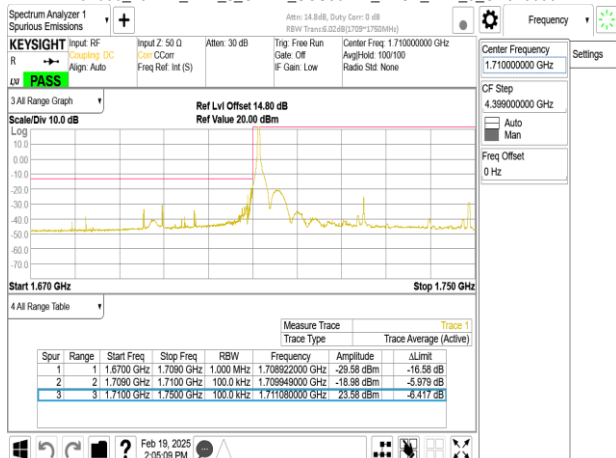 Spectrum Analyzer 1
Spurious Emissions
Attn: 14.8dB, Duty Corr: 0 dB
RBW Trans:6.02dB(1709~1750MHz)
Frequency
KEYSIGHT
R
LXI
PASS
Input: RF
Coupling: DC
Align: Auto
Input Z: 50 Ω
Corr CCorr
Freq Ref: Int (S)
Atten: 30 dB
Trig: Free Run
Gate: Off
IF Gain: Low
Center Freq: 1.710000000 GHz
Avg|Hold: 100/100
Radio Std: None
Center Frequency
1.710000000 GHz
Settings
CF Step
4.399000000 GHz
Auto
Man
Freq Offset
0 Hz
3 All Range Graph
Scale/Div 10.0 dB
Ref Lvl Offset 14.80 dB
Ref Value 20.00 dBm
Log
10.0
0.00
-10.0
-20.0
-30.0
-40.0
-50.0
-60.0
-70.0
Start 1.670 GHz
Stop 1.750 GHz
4 All Range Table
Measure Trace Trace 1
Trace Type Trace Average (Active)
Spur Range Start Freq Stop Freq RBW Frequency Amplitude ΔLimit
1 1 1.6700 GHz 1.7090 GHz 1.000 MHz 1.708922000 GHz -29.58 dBm -16.58 dB
2 2 1.7090 GHz 1.7100 GHz 100.0 kHz 1.709949000 GHz -18.98 dBm -5.979 dB
3 3 1.7100 GHz 1.7500 GHz 100.0 kHz 1.711080000 GHz 23.58 dBm -6.417 dB
?
Feb 19, 2025
2:05:09 PM